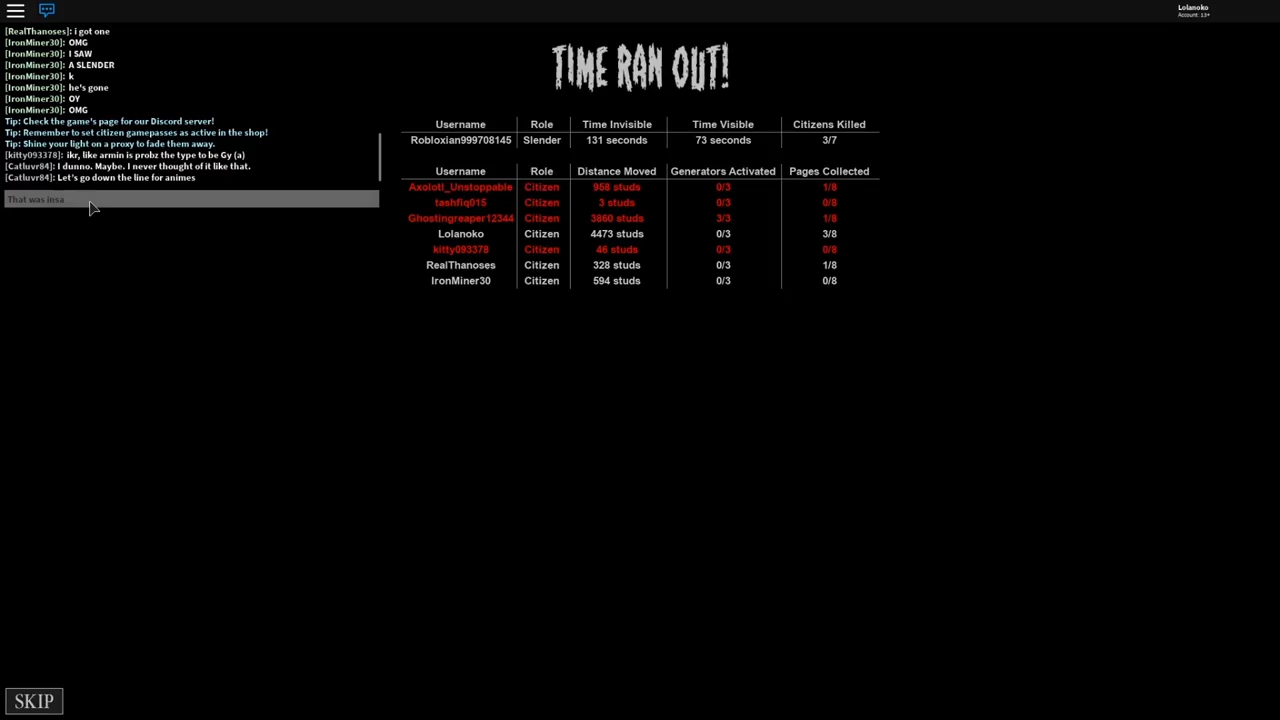 Lolanoko
Account: 13+
[RealThanoses]: i got one
[IronMiner30]: OMG
[IronMiner30]: I SAW
[IronMiner30]: A SLENDER
[IronMiner30]: k
[IronMiner30]: he's gone
[IronMiner30]: OY
[IronMiner30]: OMG
Tip: Check the game's page for our Discord server!
Tip: Remember to set citizen gamepasses as active in the shop!
Tip: Shine your light on a proxy to fade them away.
[kitty093378]: ikr, like armin is probz the type to be Gy (a)
[Catluvr84]: I dunno. Maybe. I never thought of it like that.
[Catluvr84]: Let's go down the line for animes
That was insa
TIME RAN OUT!
Username Role Time Invisible Time Visible Citizens Killed
Robloxian999708145 Slender 131 seconds 73 seconds 3/7
Username Role Distance Moved Generators Activated Pages Collected
Axolotl_Unstoppable Citizen 958 studs 0/3 1/8
tashfiq015 Citizen 3 studs 0/3 0/8
Ghostingreaper12344 Citizen 3860 studs 3/3 1/8
Lolanoko Citizen 4473 studs 0/3 3/8
kitty093378 Citizen 46 studs 0/3 0/8
RealThanoses Citizen 328 studs 0/3 1/8
IronMiner30 Citizen 594 studs 0/3 0/8
SKIP